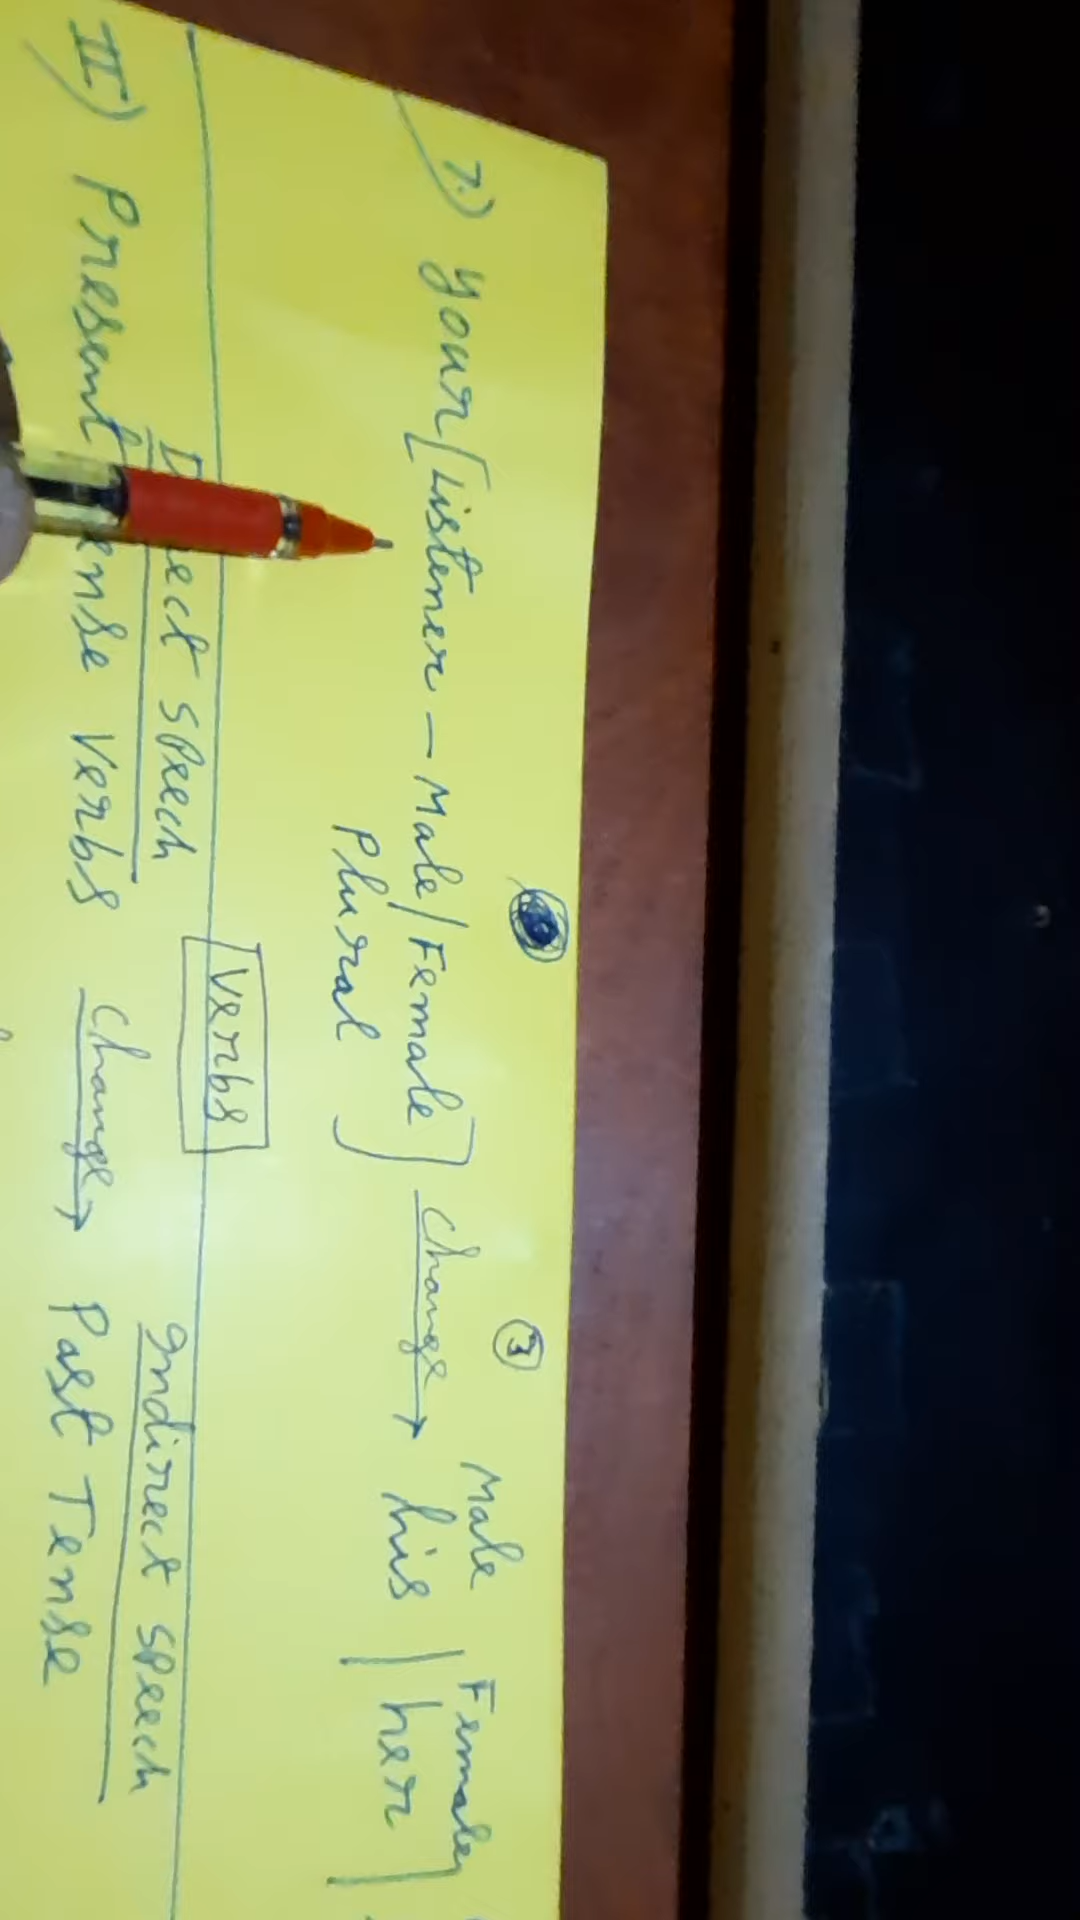 ③
Male Female
7.) your [Listener - Male/Female] change→ his | her |
Plural
Verbs
Direct speech Indirect speech
II) Present Tense Verbs change→ Past Tense